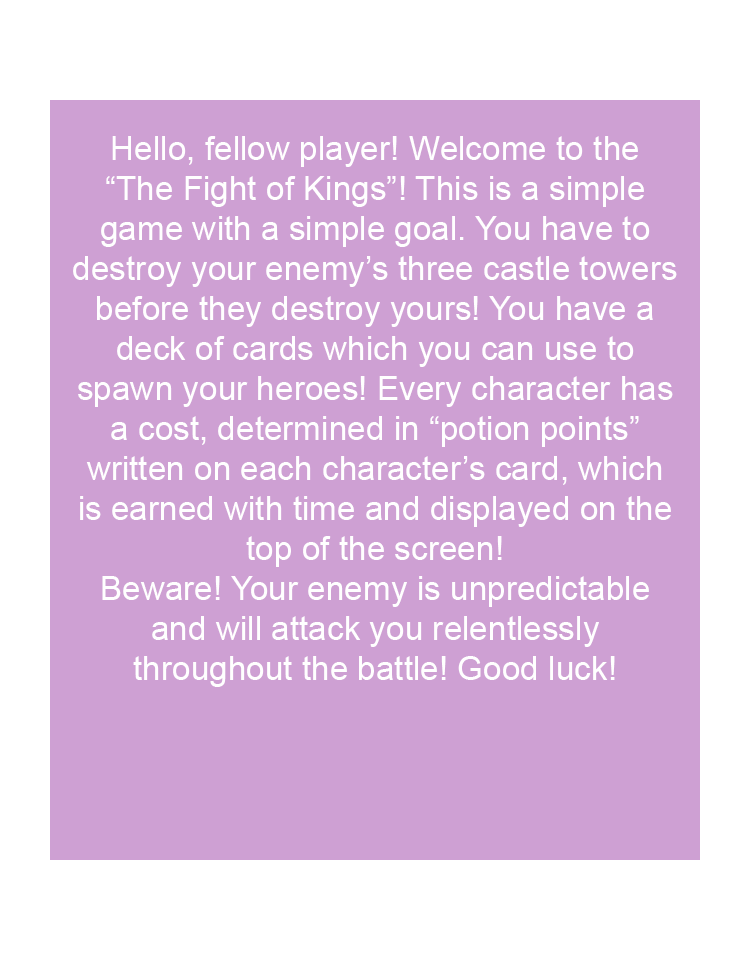 Hello, fellow player! Welcome to the
“The Fight of Kings”! This is a simple
game with a simple goal. You have to
destroy your enemy’s three castle towers
before they destroy yours! You have a
deck of cards which you can use to
spawn your heroes! Every character has
a cost, determined in “potion points”
written on each character’s card, which
is earned with time and displayed on the
top of the screen!
Beware! Your enemy is unpredictable
and will attack you relentlessly
throughout the battle! Good luck!